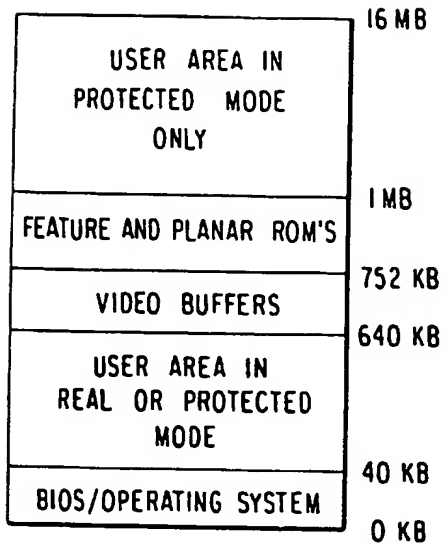 16 MB
USER AREA IN
PROTECTED MODE
ONLY
1 MB
FEATURE AND PLANAR ROM'S
752 KB
VIDEO BUFFERS
640 KB
USER AREA IN
REAL OR PROTECTED
MODE
40 KB
BIOS/OPERATING SYSTEM
0 KB